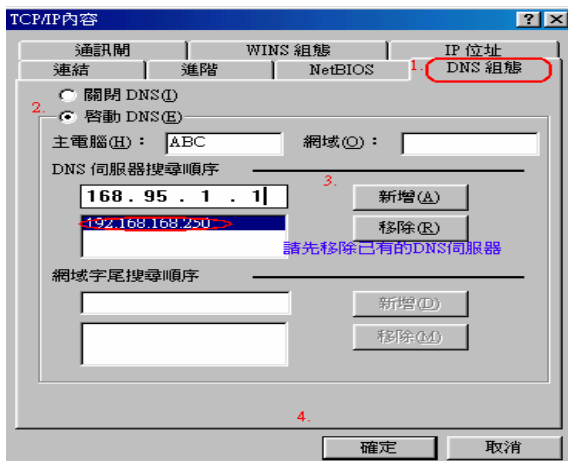 TCP/IP內容
通訊閘 WINS 組態 IP 位址
連結 進階 NetBIOS 1. DNS 組態
關閉 DNS(I)
2. 啓動 DNS(E)
主電腦(H)： ABC 網域(O)：
DNS 伺服器搜尋順序
3.
168 . 95 . 1 . 1 新增(A)
192.168.168.250 移除(R)
請先移除已有的DNS伺服器
網域字尾搜尋順序
新增(D)
移除(M)
4.
確定 取消